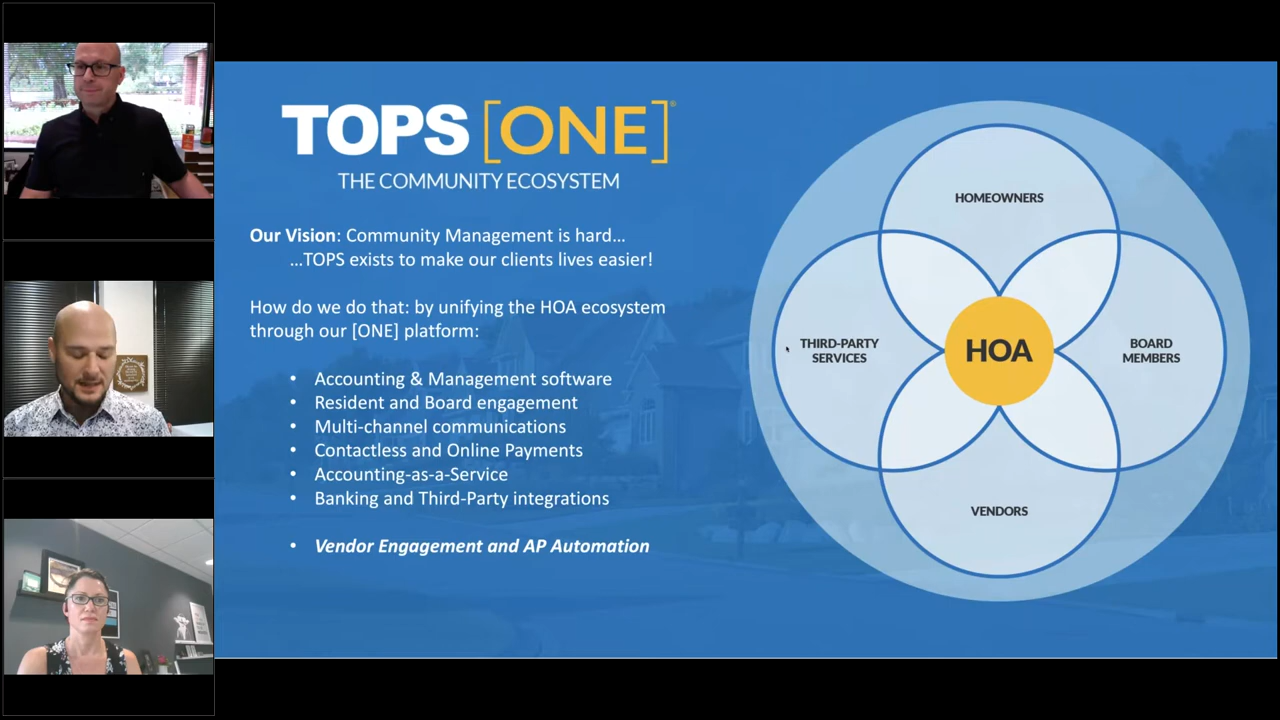 TOPS [ONE]®
THE COMMUNITY ECOSYSTEM
Our Vision: Community Management is hard...
...TOPS exists to make our clients lives easier!
How do we do that: by unifying the HOA ecosystem
through our [ONE] platform:
• Accounting & Management software
• Resident and Board engagement
• Multi-channel communications
• Contactless and Online Payments
• Accounting-as-a-Service
• Banking and Third-Party integrations
• Vendor Engagement and AP Automation
HOMEOWNERS
THIRD-PARTY
SERVICES
HOA
BOARD
MEMBERS
VENDORS